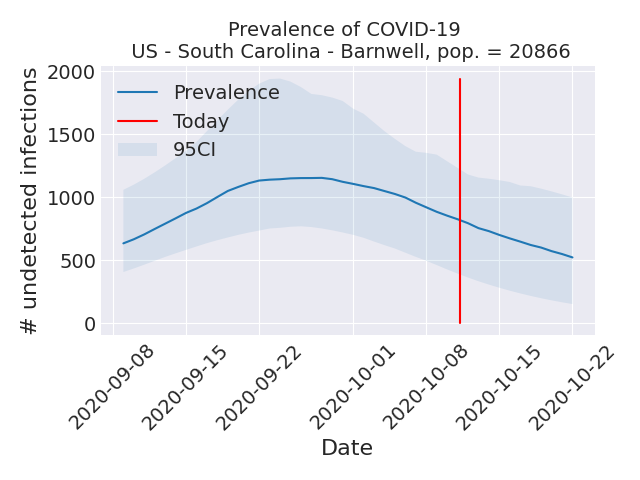 Prevalence of COVID-19
US - South Carolina - Barnwell, pop. = 20866
# undetected infections
2000
1500
1000
500
0
Prevalence
Today
95CI
2020-09-08
2020-09-15
2020-09-22
2020-10-01
2020-10-08
2020-10-15
2020-10-22
Date